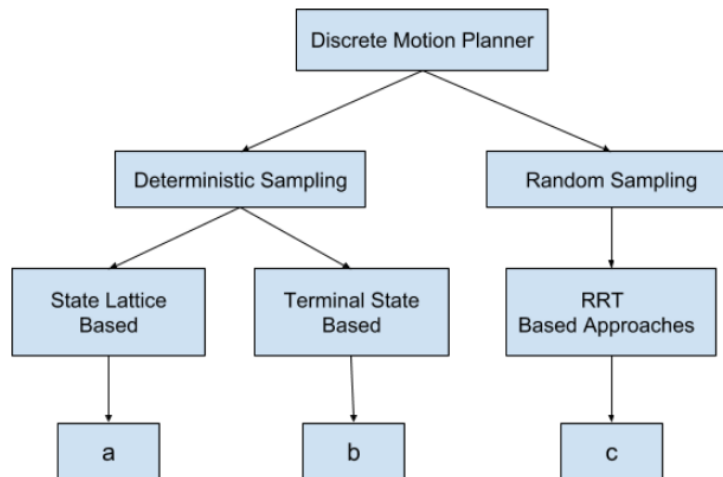 Discrete Motion Planner
Deterministic Sampling
Random Sampling
State Lattice
Based
Terminal State
Based
RRT
Based Approaches
a
b
c